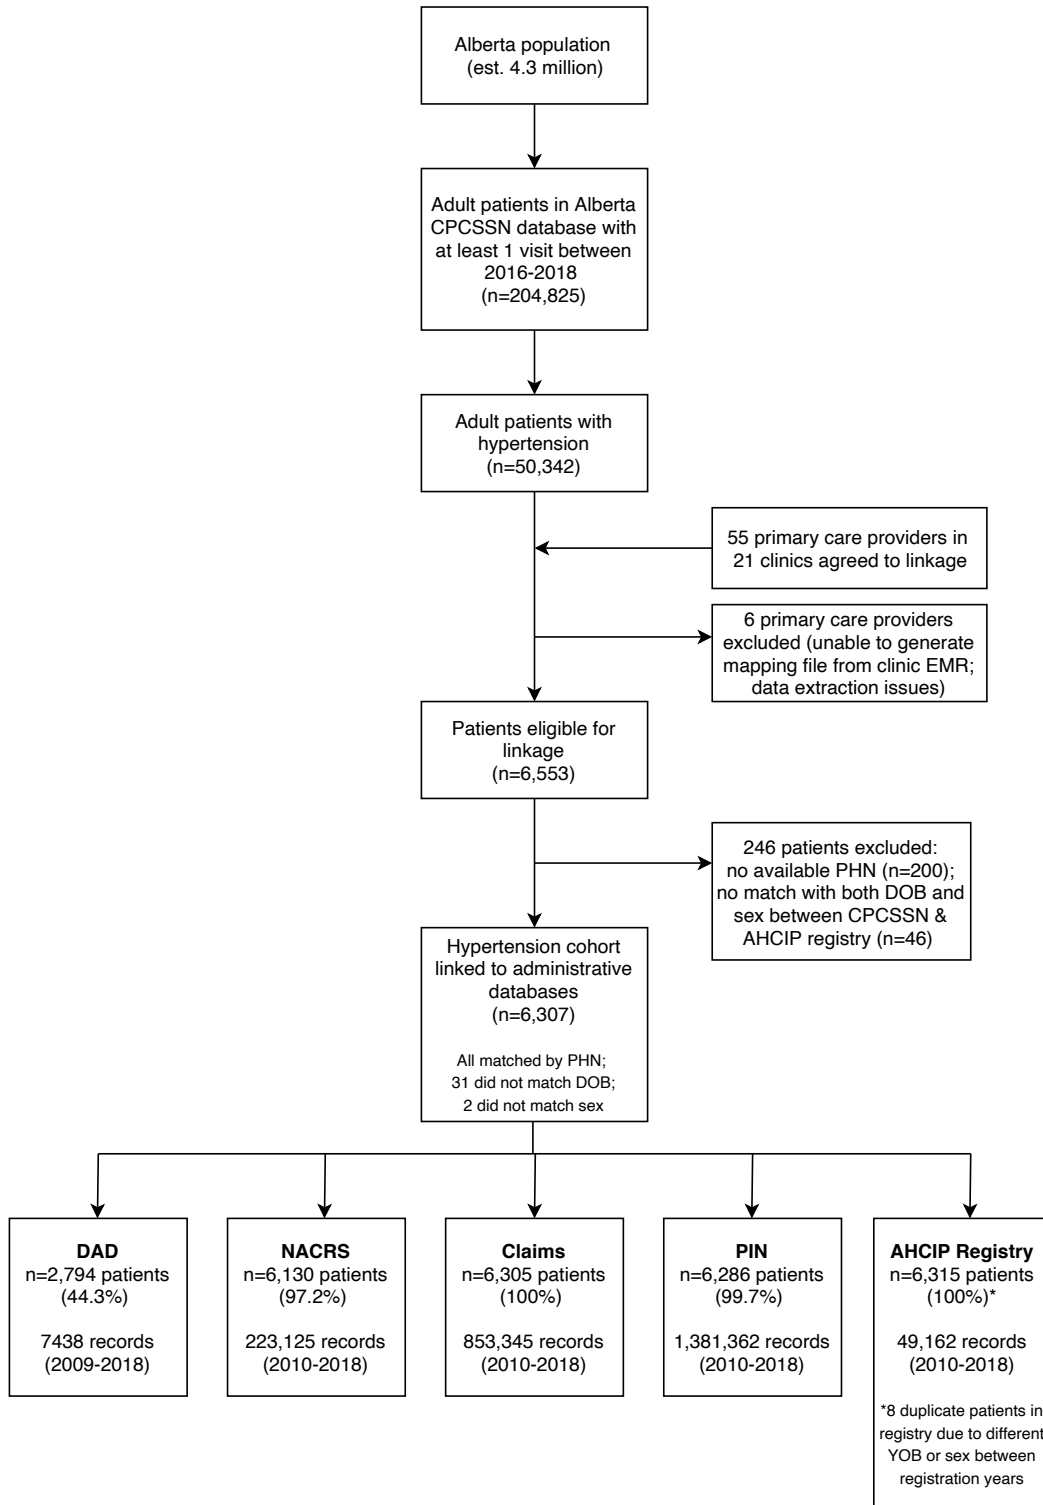 Alberta population
(est. 4.3 million)
Adult patients in Alberta
CPCSSN database with
at least 1 visit between
2016-2018
(n=204,825)
Adult patients with
hypertension
(n=50,342)
55 primary care providers in
21 clinics agreed to linkage
6 primary care providers
excluded (unable to generate
mapping file from clinic EMR;
data extraction issues)
Patients eligible for
linkage
(n=6,553)
246 patients excluded:
no available PHN (n=200);
no match with both DOB and
sex between CPCSSN &
AHCIP registry (n=46)
Hypertension cohort
linked to administrative
databases
(n=6,307)
All matched by PHN;
31 did not match DOB;
2 did not match sex
DAD
n=2,794 patients
(44.3%)
7438 records
(2009-2018)
NACRS
n=6,130 patients
(97.2%)
223,125 records
(2010-2018)
Claims
n=6,305 patients
(100%)
853,345 records
(2010-2018)
PIN
n=6,286 patients
(99.7%)
1,381,362 records
(2010-2018)
AHCIP Registry
n=6,315 patients
(100%)*
49,162 records
(2010-2018)
*8 duplicate patients in
registry due to different
YOB or sex between
registration years